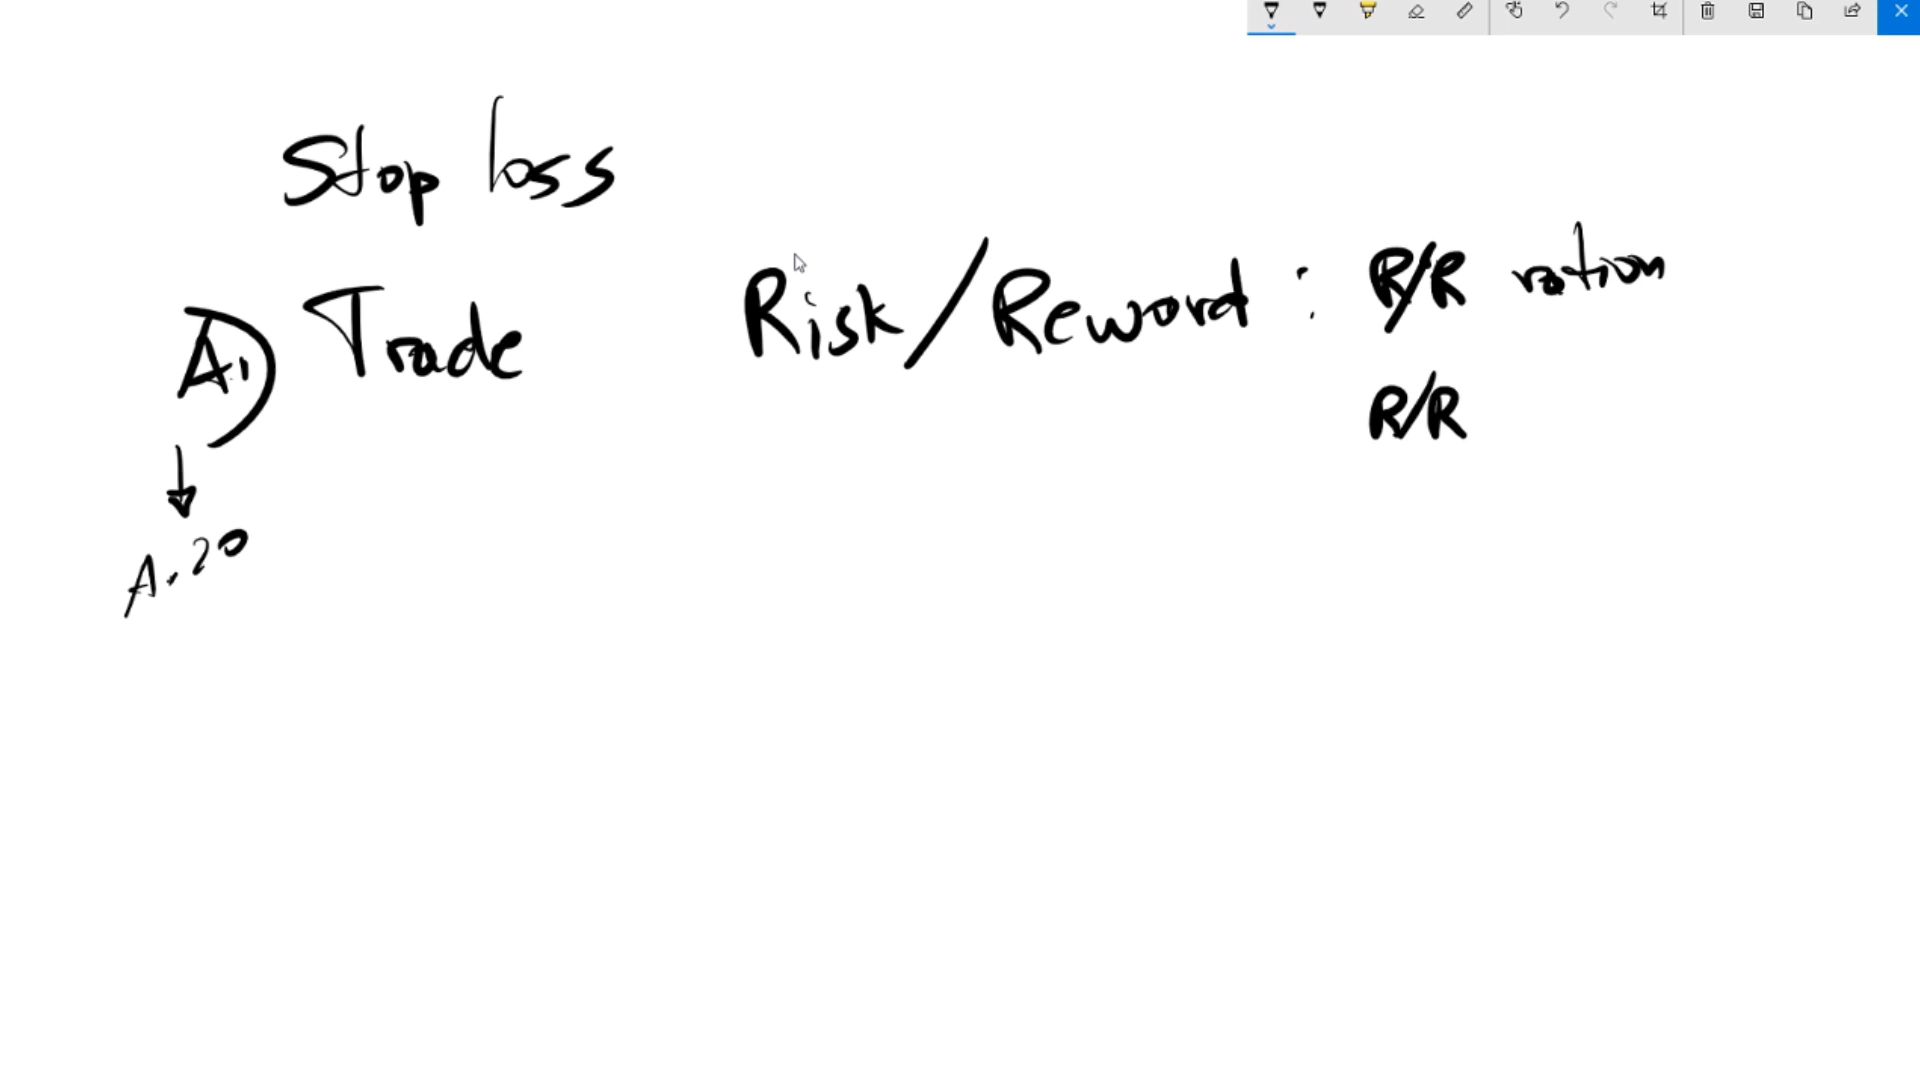 Stop loss
A1) Trade
A.20
Risk/Reword : R/R ration
R/R